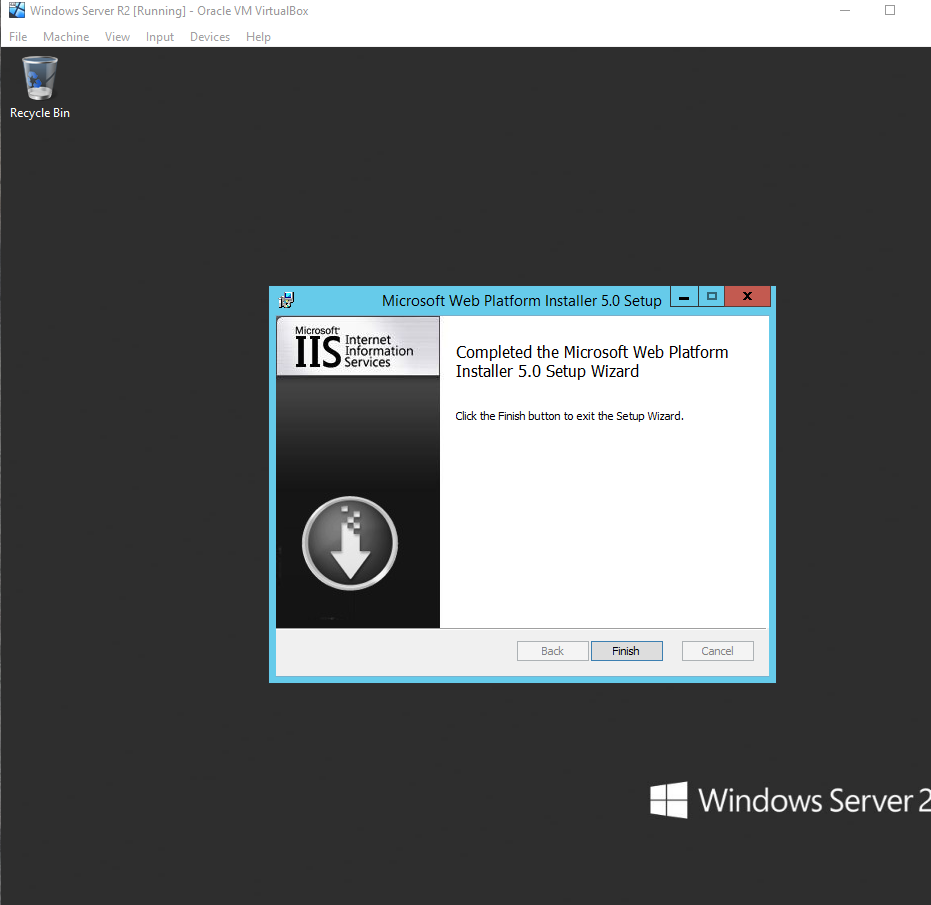 Windows Server R2 [Running] - Oracle VM VirtualBox
File Machine View Input Devices Help
Recycle Bin
Microsoft Web Platform Installer 5.0 Setup
Microsoft
IIS Internet
Information
Services
Completed the Microsoft Web Platform
Installer 5.0 Setup Wizard
Click the Finish button to exit the Setup Wizard.
Back Finish Cancel
Windows Server 2